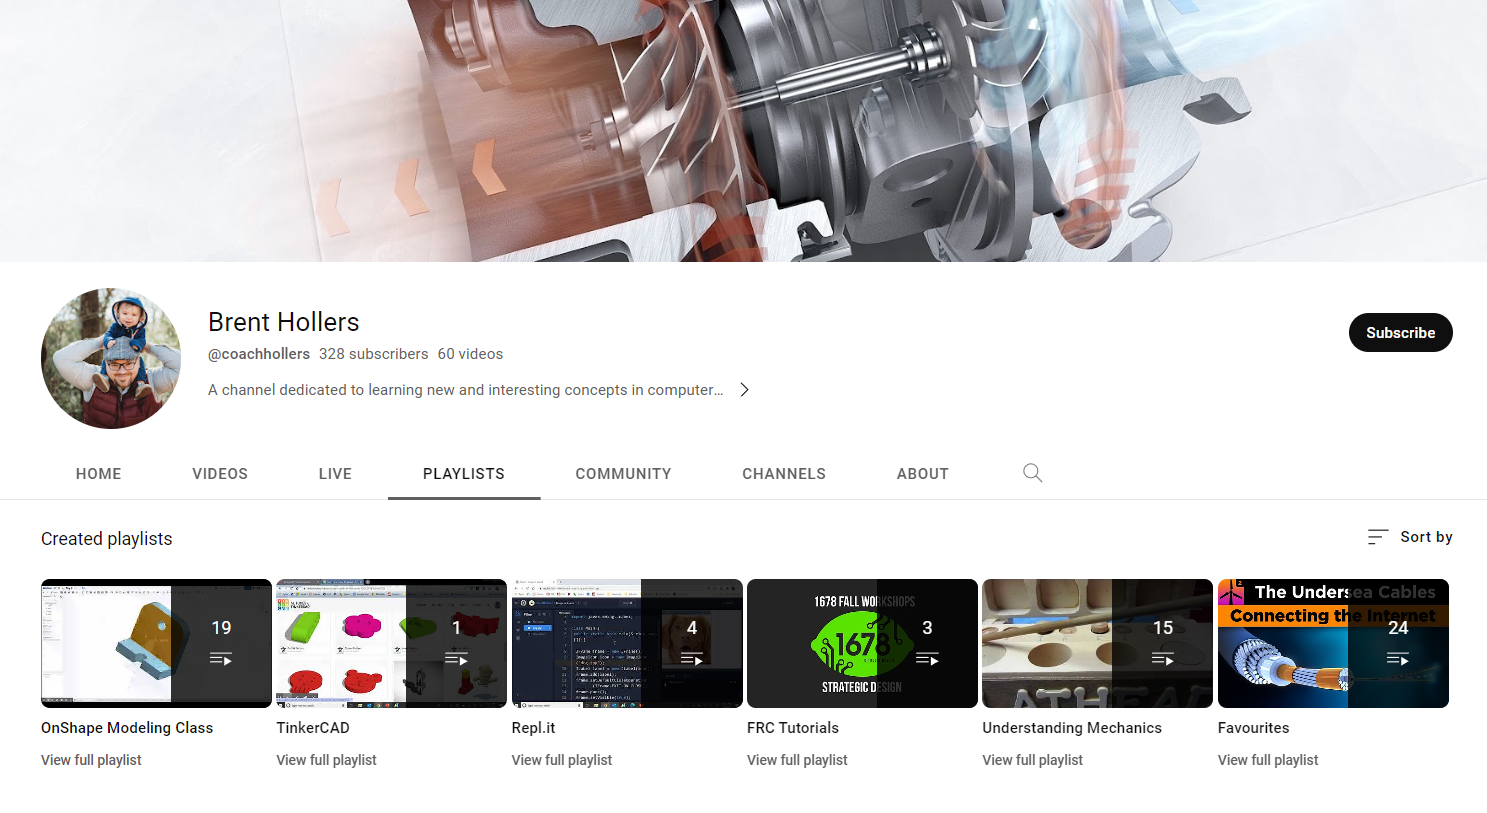 Brent Hollers
@coachhollers 328 subscribers 60 videos
A channel dedicated to learning new and interesting concepts in computer...
Subscribe
HOME VIDEOS LIVE PLAYLISTS COMMUNITY CHANNELS ABOUT
Created playlists
Sort by
19
1
4
1678 FALL WORKSHOPS
1678
STRATEGIC DESIGN
3
ATHEAR
15
The Undersea Cables
Connecting the Internet
24
OnShape Modeling Class
TinkerCAD
Repl.it
FRC Tutorials
Understanding Mechanics
Favourites
View full playlist
View full playlist
View full playlist
View full playlist
View full playlist
View full playlist